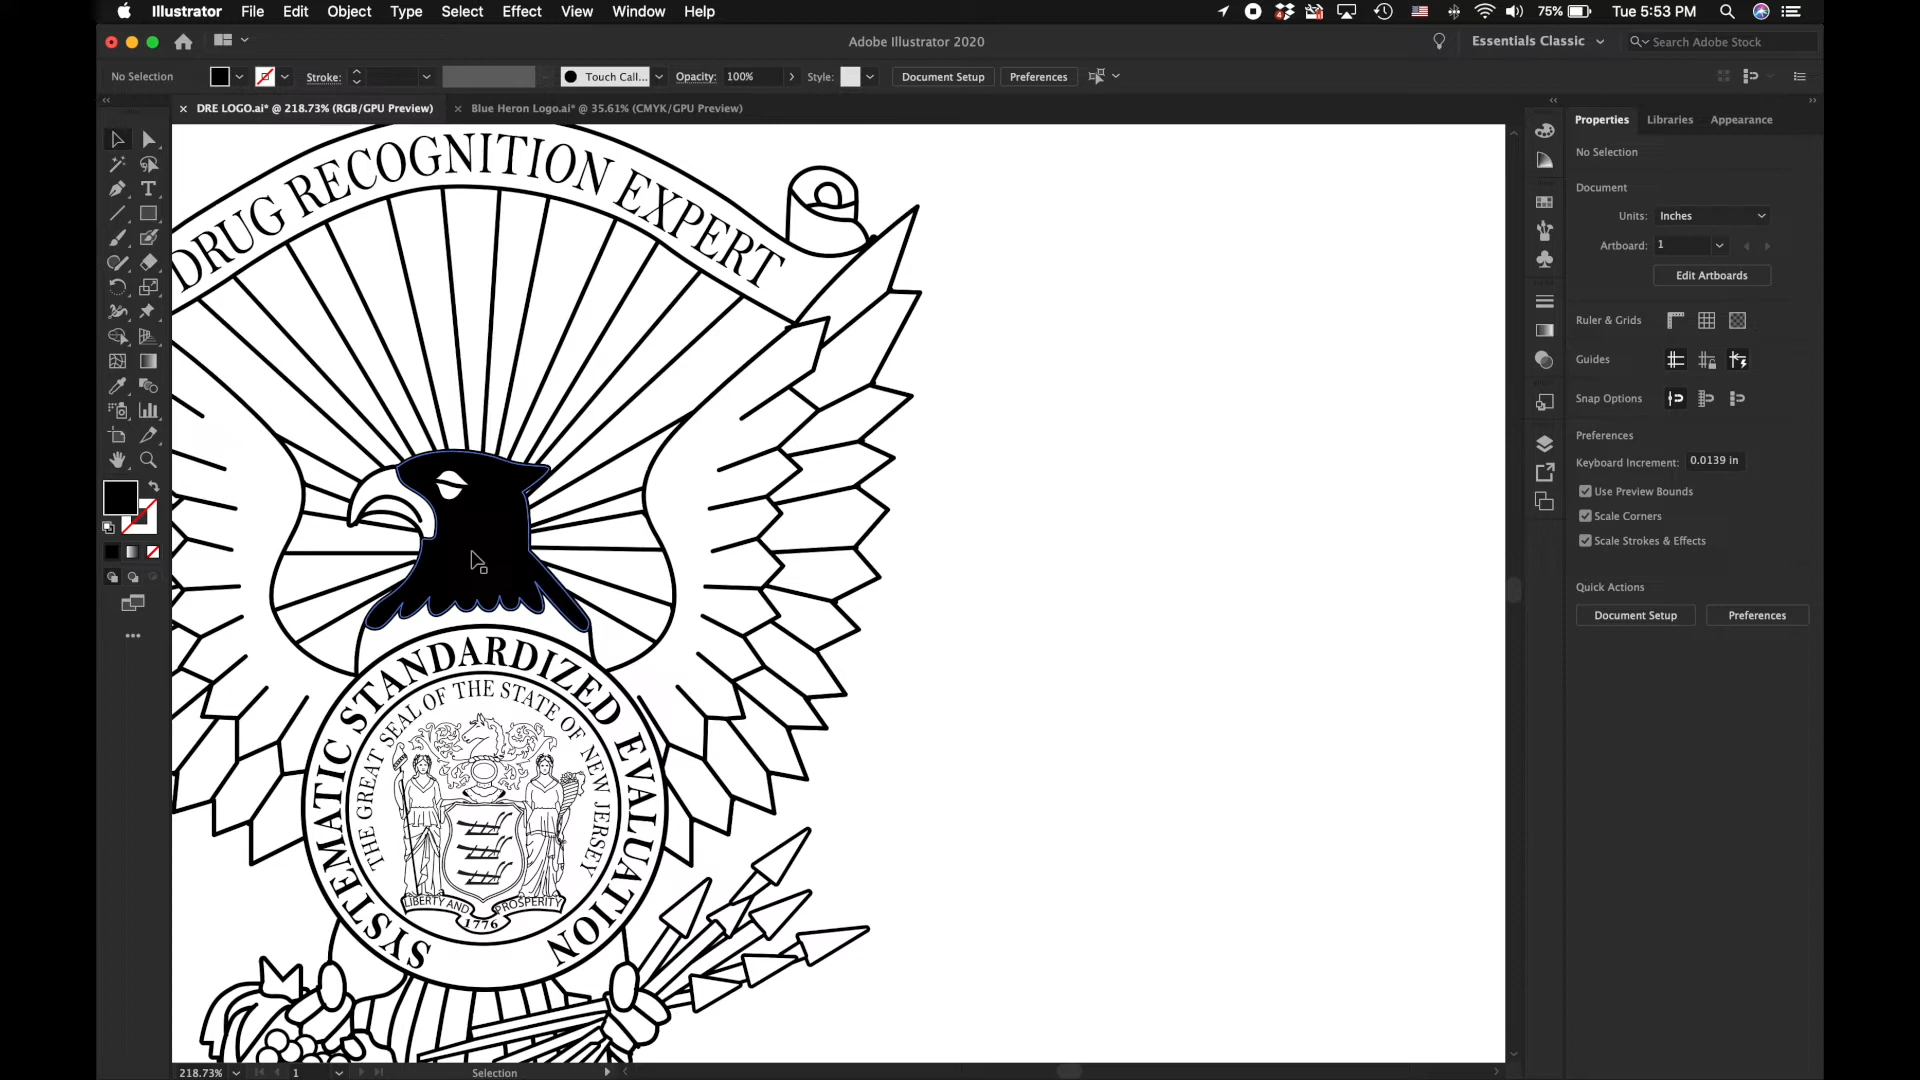 Illustrator File Edit Object Type Select Effect View Window Help
4
75% Tue 5:53 PM
Adobe Illustrator 2020
Essentials Classic
Search Adobe Stock
No Selection
Stroke:
Touch Call...
Opacity: 100%
Style:
Document Setup
Preferences
× DRE LOGO.ai* @ 218.73% (RGB/GPU Preview)
× Blue Heron Logo.ai* @ 35.61% (CMYK/GPU Preview)
DRUG RECOGNITION EXPERT
SYSTEMATIC STANDARDIZED EVALUATION
THE GREAT SEAL OF THE STATE OF NEW JERSEY
LIBERTY AND PROSPERITY
1776
Properties Libraries Appearance
No Selection
Document
Units: Inches
Artboard: 1
Edit Artboards
Ruler & Grids
Guides
Snap Options
Preferences
Keyboard Increment: 0.0139 in
Use Preview Bounds
Scale Corners
Scale Strokes & Effects
Quick Actions
Document Setup Preferences
218.73% 1 Selection